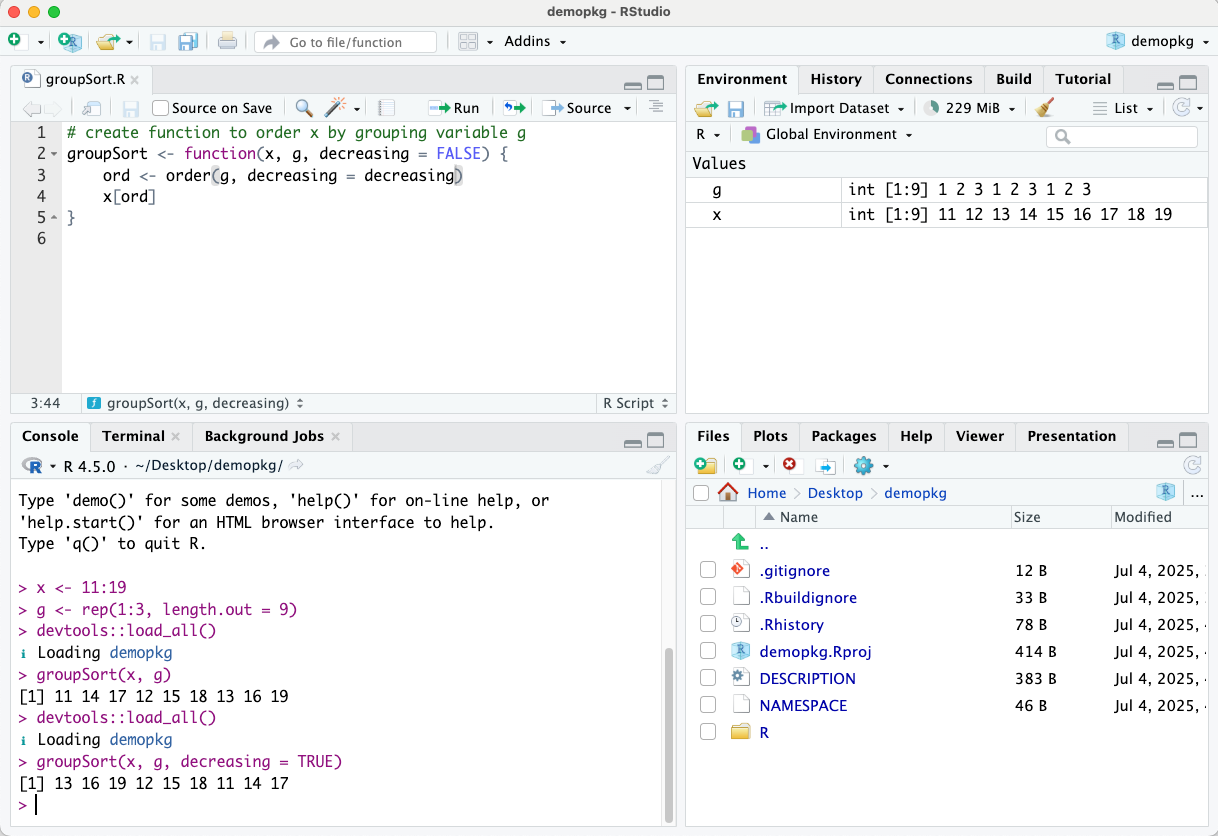 demopkg - RStudio
Go to file/function
Addins
demopkg
groupSort.R
Source on Save
Run
Source
1 # create function to order x by grouping variable g
2 groupSort <- function(x, g, decreasing = FALSE) {
3     ord <- order(g, decreasing = decreasing)
4     x[ord]
5 }
6
3:44 groupSort(x, g, decreasing) R Script
Environment History Connections Build Tutorial
Import Dataset 229 MiB List
R Global Environment
Values
g int [1:9] 1 2 3 1 2 3 1 2 3
x int [1:9] 11 12 13 14 15 16 17 18 19
Console Terminal Background Jobs
R 4.5.0 · ~/Desktop/demopkg/
Type 'demo()' for some demos, 'help()' for on-line help, or
'help.start()' for an HTML browser interface to help.
Type 'q()' to quit R.
> x <- 11:19
> g <- rep(1:3, length.out = 9)
> devtools::load_all()
ℹ Loading demopkg
> groupSort(x, g)
[1] 11 14 17 12 15 18 13 16 19
> devtools::load_all()
ℹ Loading demopkg
> groupSort(x, g, decreasing = TRUE)
[1] 13 16 19 12 15 18 11 14 17
>
Files Plots Packages Help Viewer Presentation
Home Desktop demopkg ...
Name Size Modified
..
.gitignore 12 B Jul 4, 2025,
.Rbuildignore 33 B Jul 4, 2025,
.Rhistory 78 B Jul 4, 2025,
demopkg.Rproj 414 B Jul 4, 2025,
DESCRIPTION 383 B Jul 4, 2025,
NAMESPACE 46 B Jul 4, 2025,
R